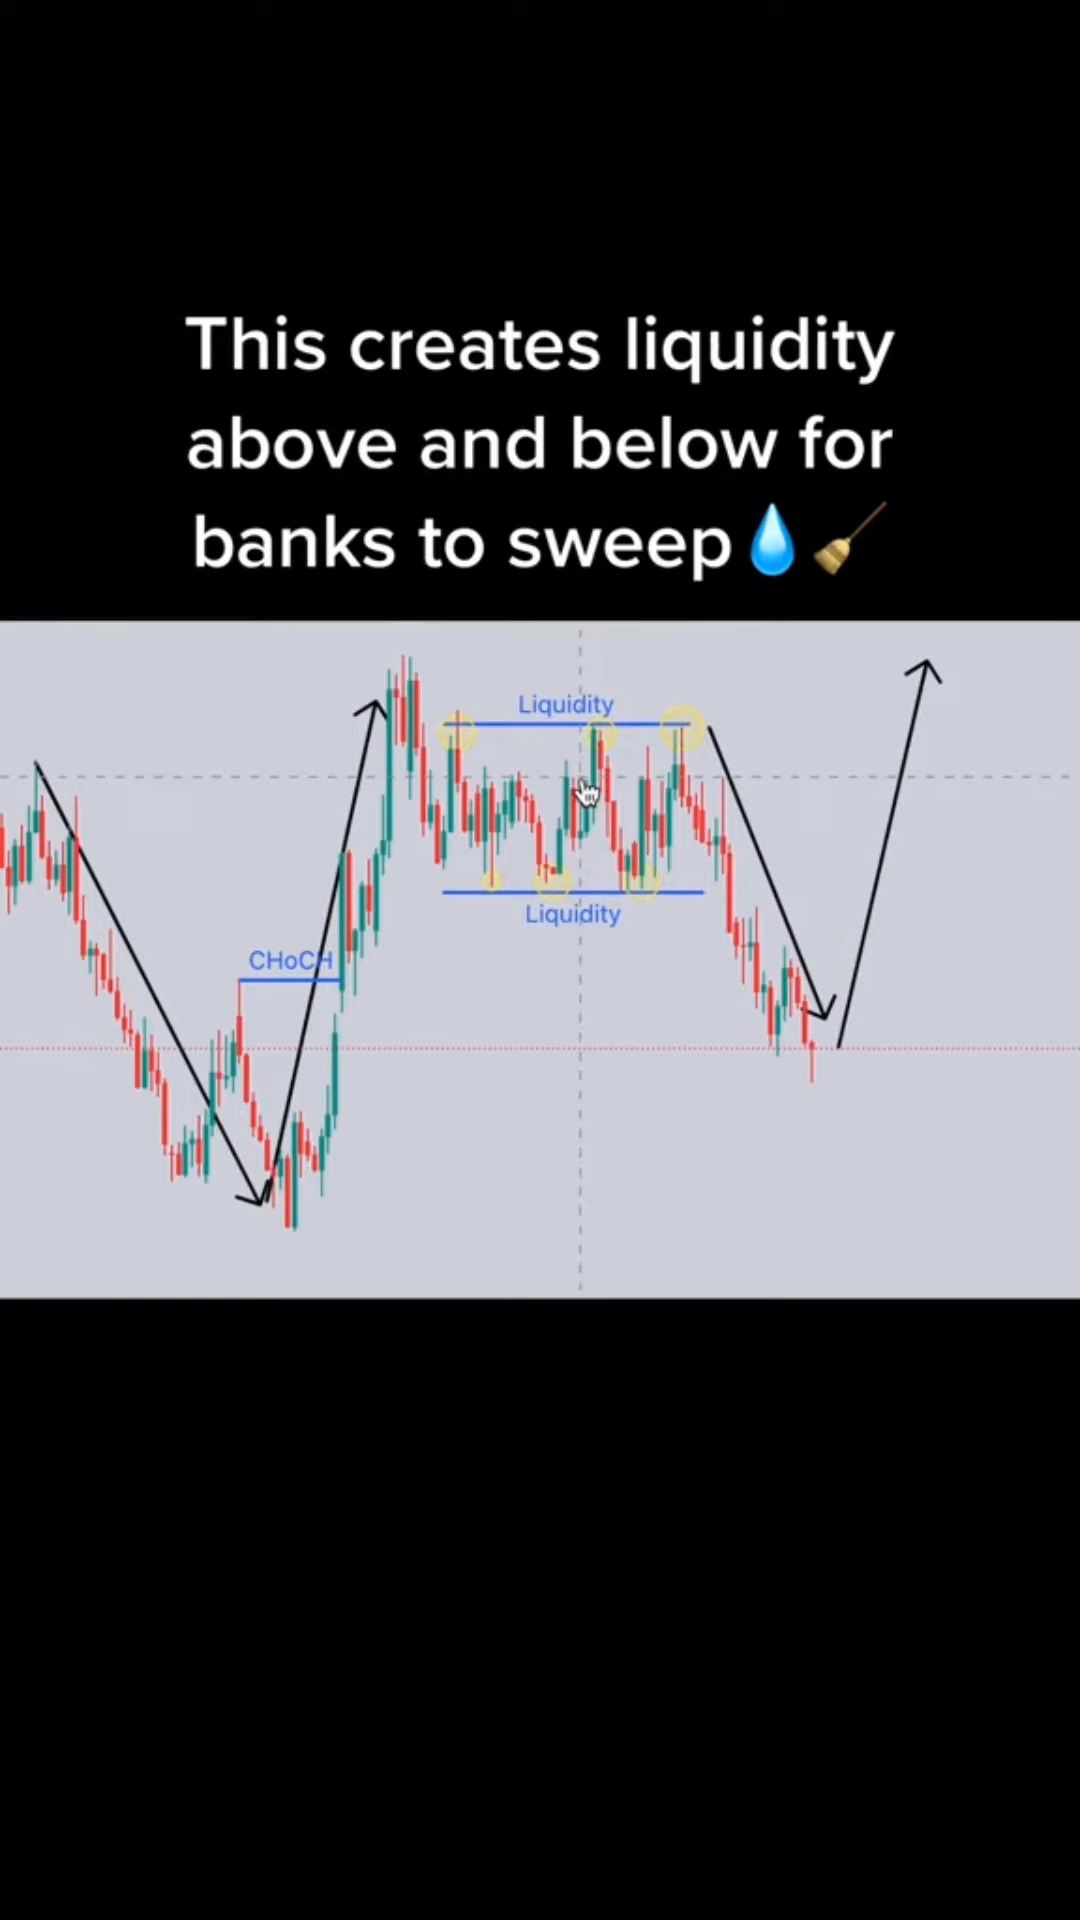 This creates liquidity
above and below for
banks to sweep💧🧹
Liquidity
Liquidity
CHoCH